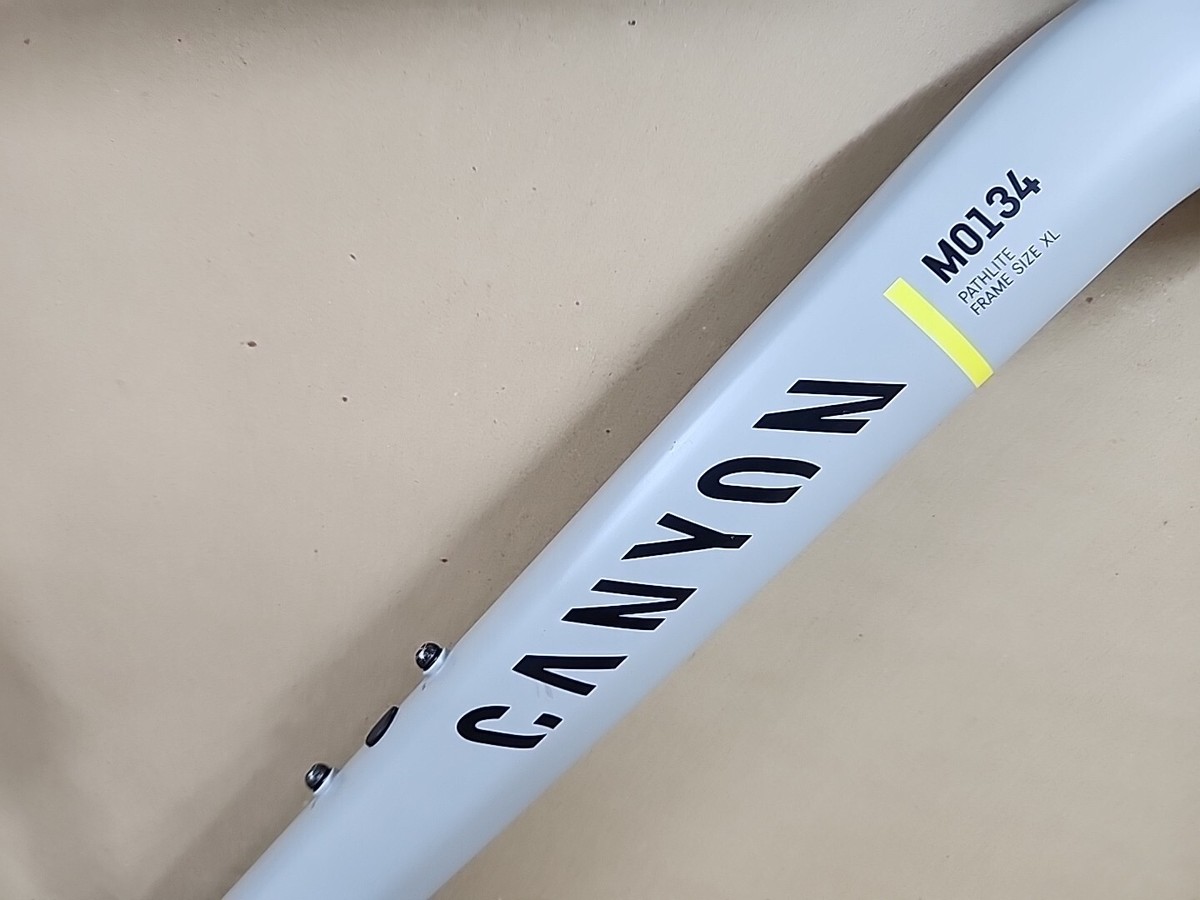 M0134
PATHLITE
FRAME SIZE XL
CANYON